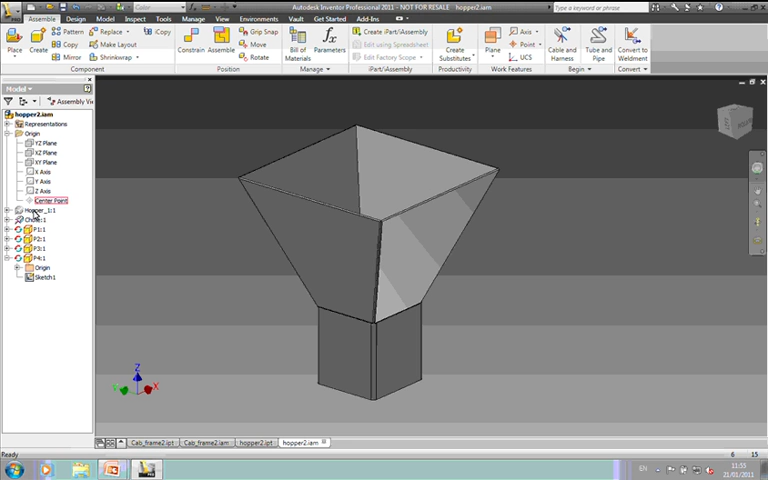 Color
Autodesk Inventor Professional 2011 - NOT FOR RESALE hopper2.iam
Type a keyword or phrase
Assemble Design Model Inspect Tools Manage View Environments Vault Get Started Add-Ins
Place
Create
Pattern
Copy
Mirror
Replace
Make Layout
Shrinkwrap
iCopy
Component
Constrain
Assemble
Grip Snap
Move
Rotate
Position
Bill of Materials
Parameters
Manage
Create iPart/iAssembly
Edit using Spreadsheet
Edit Factory Scope
iPart/iAssembly
Create Substitutes
Productivity
Plane
Axis
Point
UCS
Work Features
Cable and Harness
Tube and Pipe
Begin
Convert to Weldment
Convert
Model
Assembly Vi
hopper2.iam
Representations
Origin
YZ Plane
XZ Plane
XY Plane
X Axis
Y Axis
Z Axis
Center Point
Hopper_1:1
P1:1
P2:1
P3:1
P4:1
Origin
Sketch1
Z
X
Cab_frame2.ipt Cab_frame2.iam hopper2.ipt hopper2.iam
6 15
EN
11:55
21/01/2011